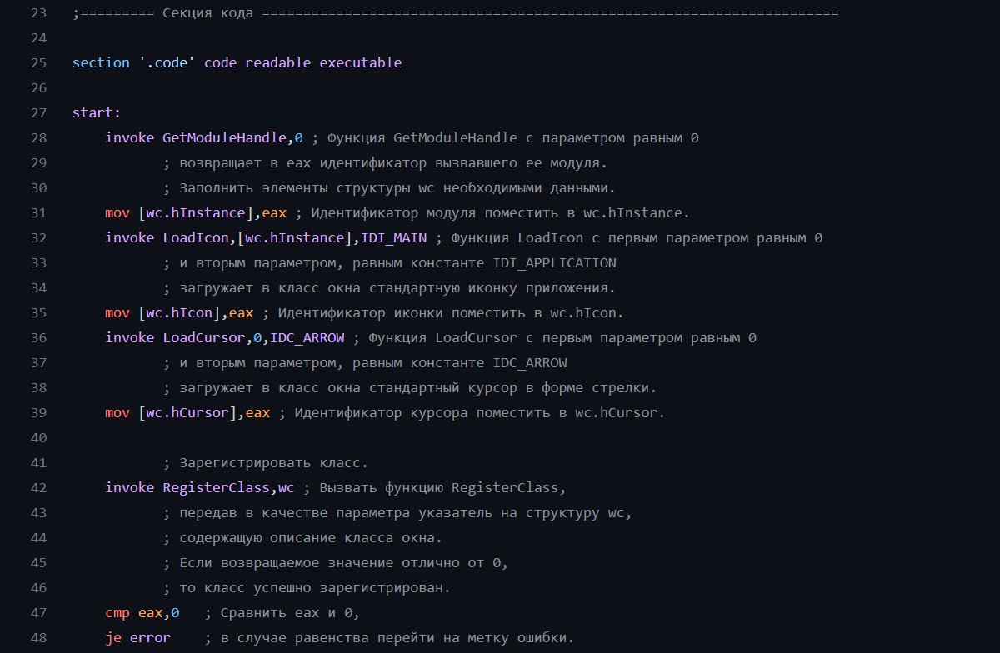 23 ;========= Секция кода ======================================================================
24
25 section '.code' code readable executable
26
27 start:
28     invoke GetModuleHandle,0 ; Функция GetModuleHandle с параметром равным 0
29            ; возвращает в eax идентификатор вызвавшего ее модуля.
30            ; Заполнить элементы структуры wc необходимыми данными.
31     mov [wc.hInstance],eax ; Идентификатор модуля поместить в wc.hInstance.
32     invoke LoadIcon,[wc.hInstance],IDI_MAIN ; Функция LoadIcon с первым параметром равным 0
33            ; и вторым параметром, равным константе IDI_APPLICATION
34            ; загружает в класс окна стандартную иконку приложения.
35     mov [wc.hIcon],eax ; Идентификатор иконки поместить в wc.hIcon.
36     invoke LoadCursor,0,IDC_ARROW ; Функция LoadCursor с первым параметром равным 0
37            ; и вторым параметром, равным константе IDC_ARROW
38            ; загружает в класс окна стандартный курсор в форме стрелки.
39     mov [wc.hCursor],eax ; Идентификатор курсора поместить в wc.hCursor.
40
41            ; Зарегистрировать класс.
42     invoke RegisterClass,wc ; Вызвать функцию RegisterClass,
43            ; передав в качестве параметра указатель на структуру wc,
44            ; содержащую описание класса окна.
45            ; Если возвращаемое значение отлично от 0,
46            ; то класс успешно зарегистрирован.
47     cmp eax,0   ; Сравнить eax и 0,
48     je error    ; в случае равенства перейти на метку ошибки.